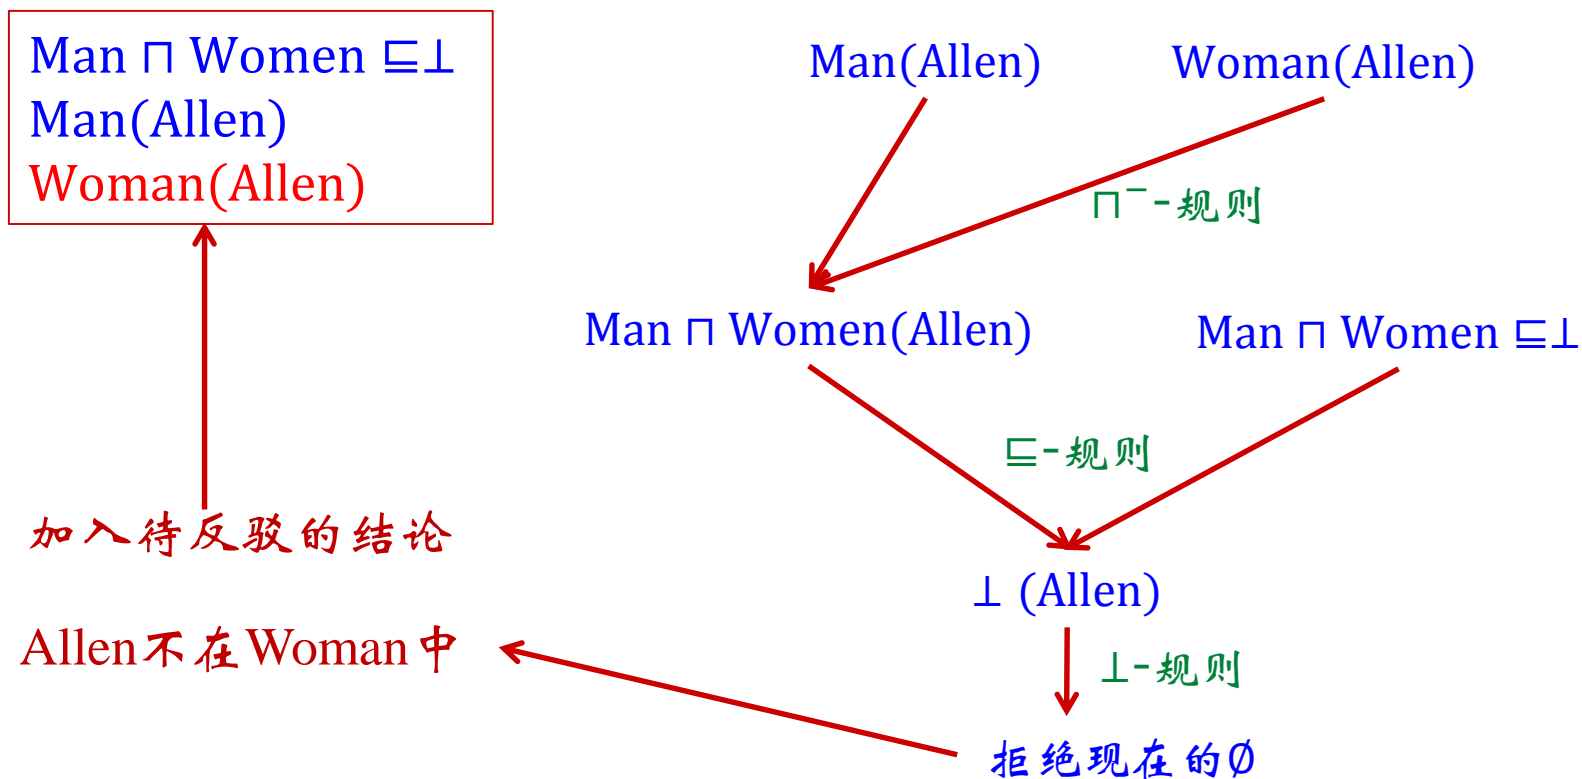 Man ⊓ Women ⊑⊥
Man(Allen)
Woman(Allen)
Man(Allen)
Woman(Allen)
⊓⁻-规则
Man ⊓ Women(Allen)
Man ⊓ Women ⊑⊥
⊑-规则
加入待反驳的结论
⊥ (Allen)
Allen不在Woman中
⊥-规则
拒绝现在的∅